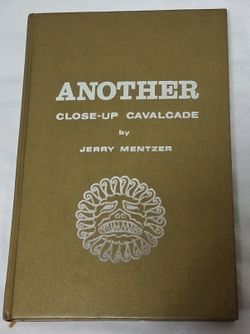 ANOTHER
CLOSE-UP CAVALCADE
by
JERRY MENTZER